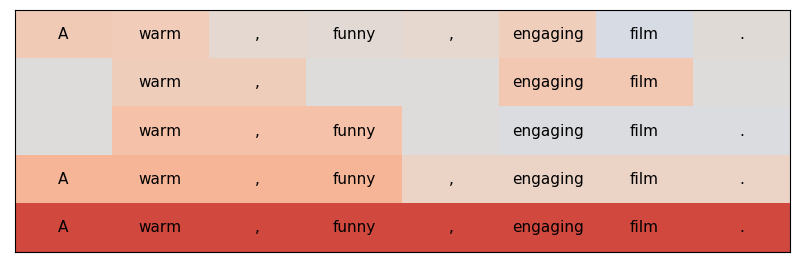 A warm , funny , engaging film .
warm , engaging film
warm , funny engaging film .
A warm , funny , engaging film .
A warm , funny , engaging film .